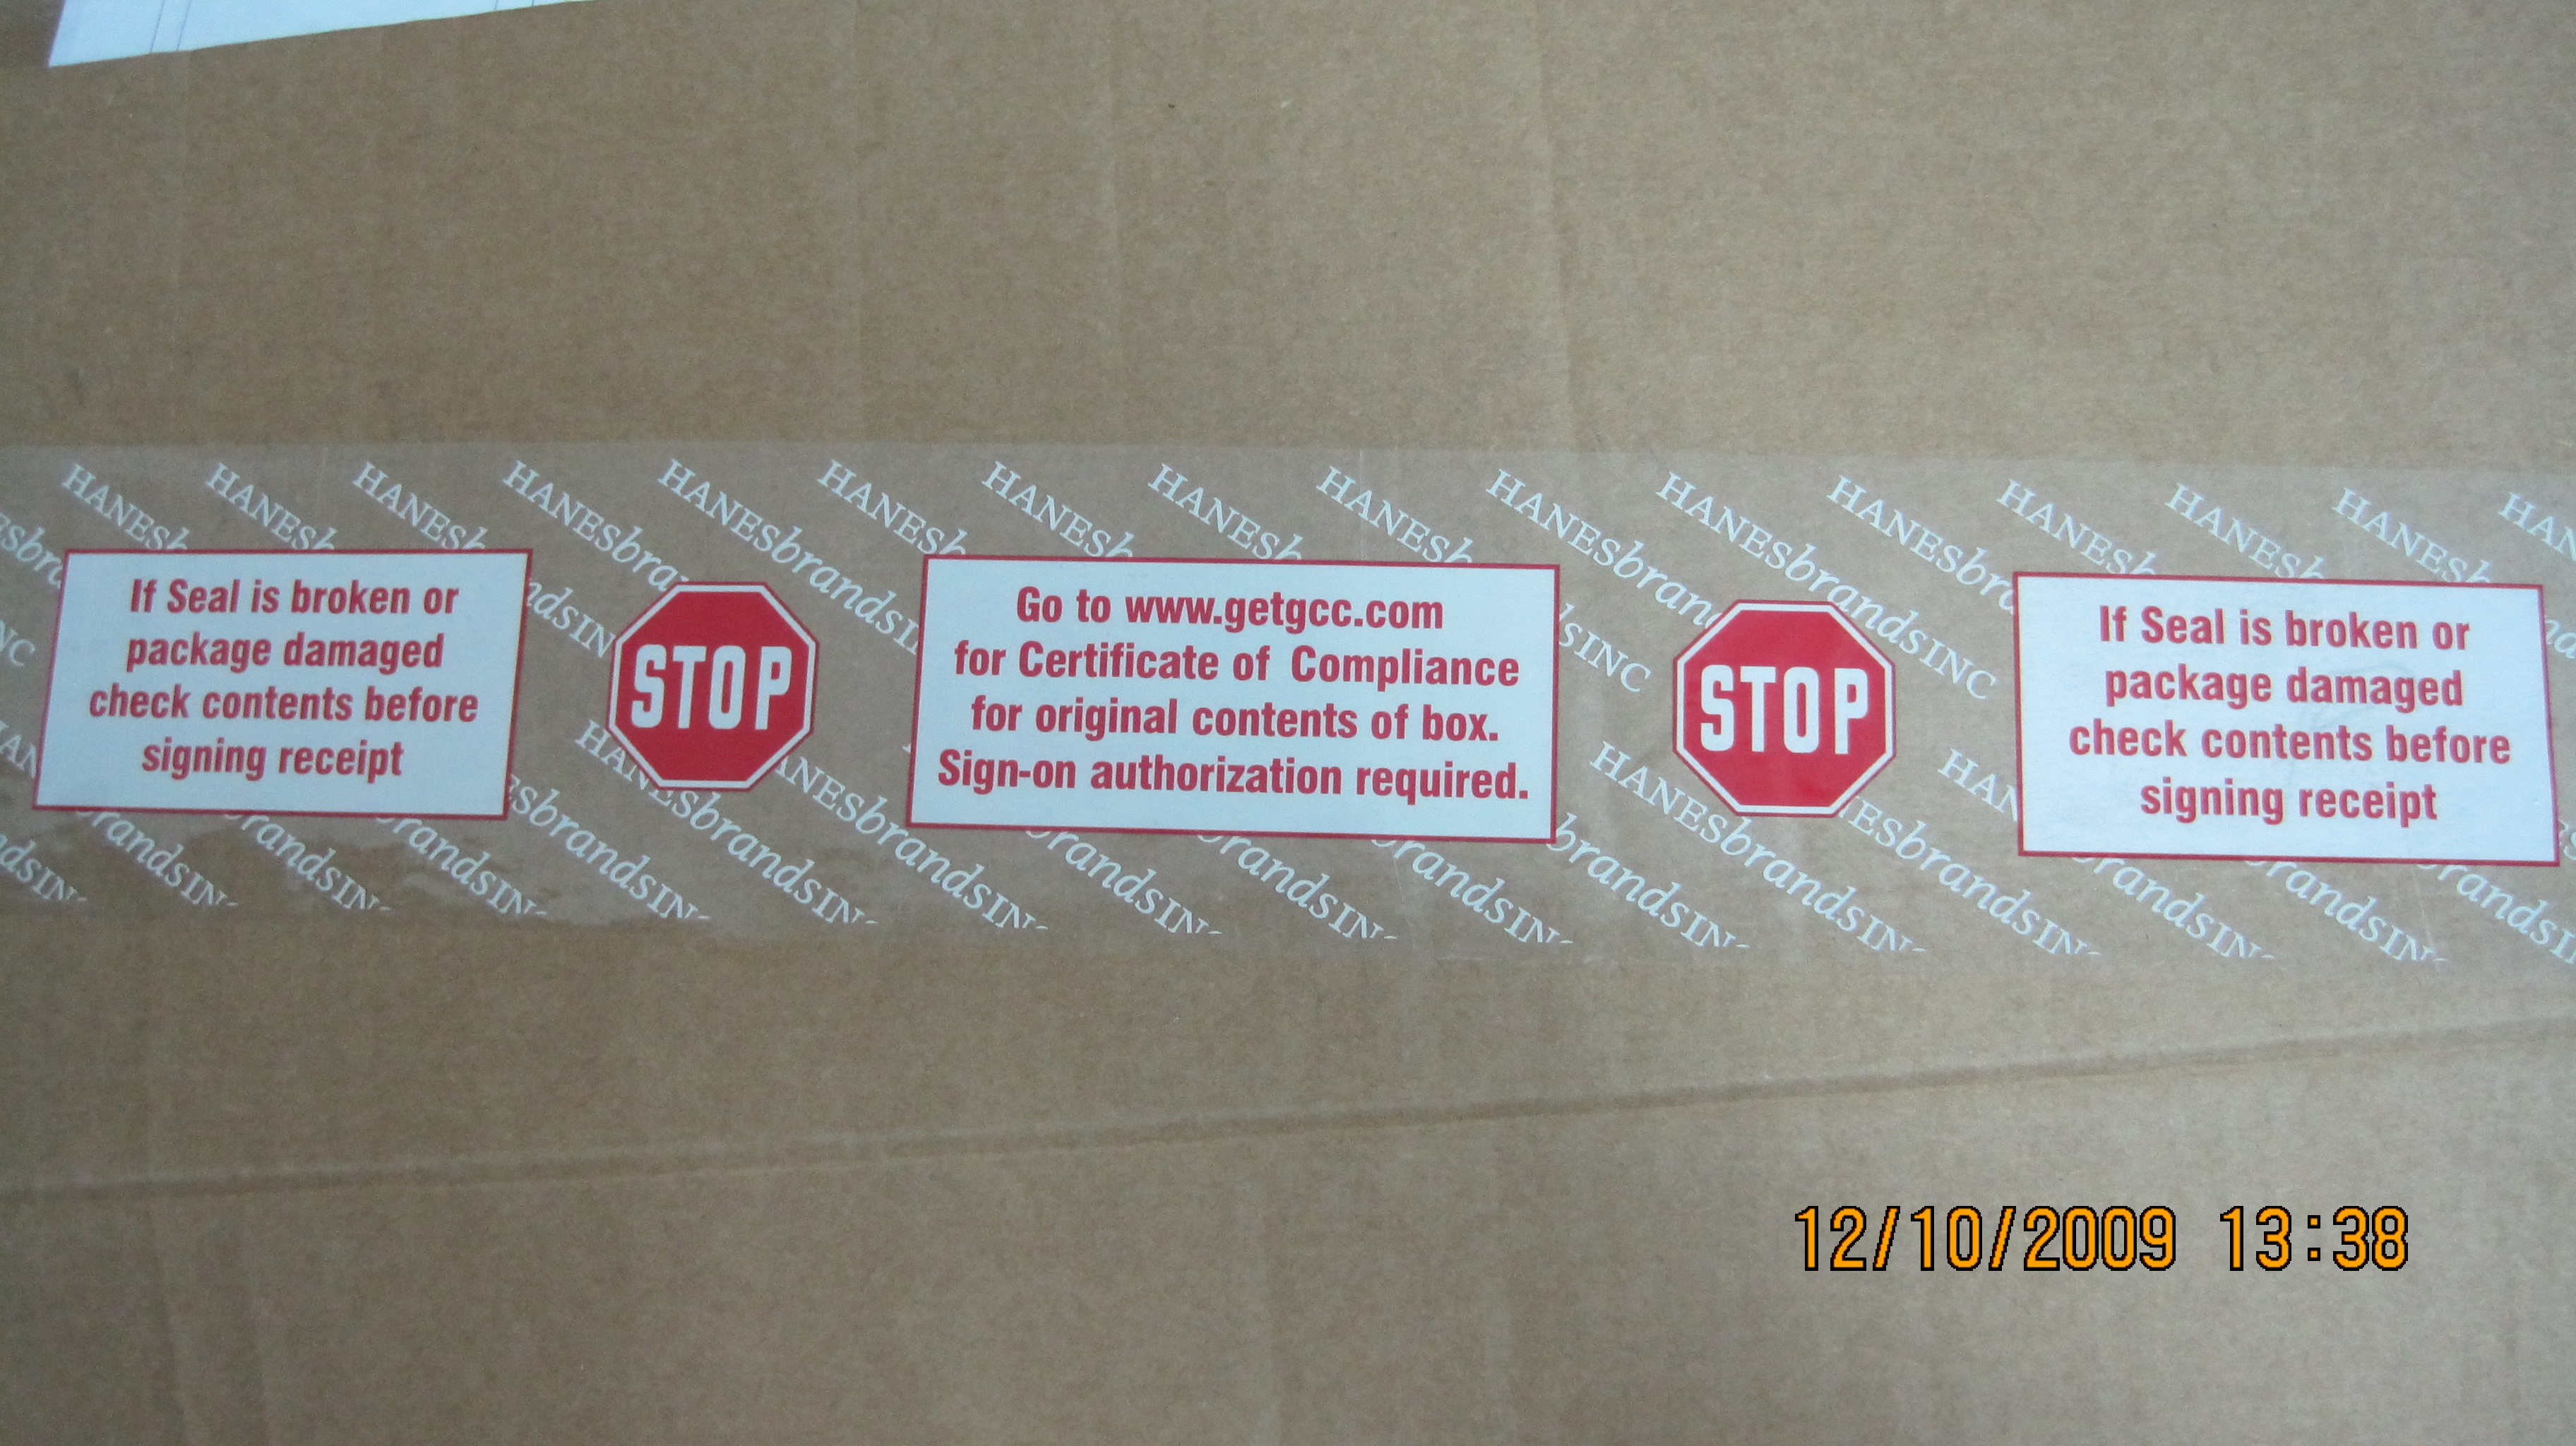 HANESbrandsINC
If Seal is broken or
package damaged
check contents before
signing receipt
STOP
Go to www.getgcc.com
for Certificate of Compliance
for original contents of box.
Sign-on authorization required.
STOP
If Seal is broken or
package damaged
check contents before
signing receipt
12/10/2009 13:38